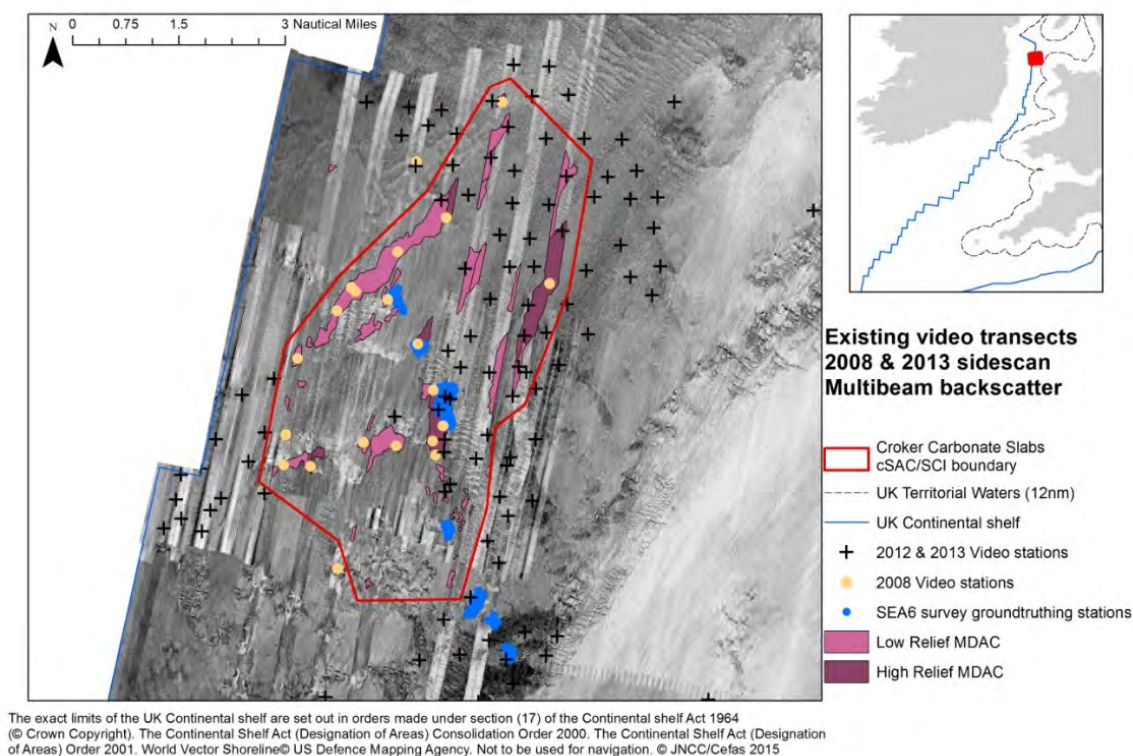 N
0 0.75 1.5 3 Nautical Miles
Existing video transects
2008 & 2013 sidescan
Multibeam backscatter
Croker Carbonate Slabs
cSAC/SCI boundary
UK Territorial Waters (12nm)
UK Continental shelf
2012 & 2013 Video stations
2008 Video stations
SEA6 survey groundtruthing stations
Low Relief MDAC
High Relief MDAC
The exact limits of the UK Continental shelf are set out in orders made under section (17) of the Continental shelf Act 1964
(© Crown Copyright). The Continental Shelf Act (Designation of Areas) Consolidation Order 2000. The Continental Shelf Act (Designation
of Areas) Order 2001. World Vector Shoreline© US Defence Mapping Agency. Not to be used for navigation. © JNCC/Cefas 2015